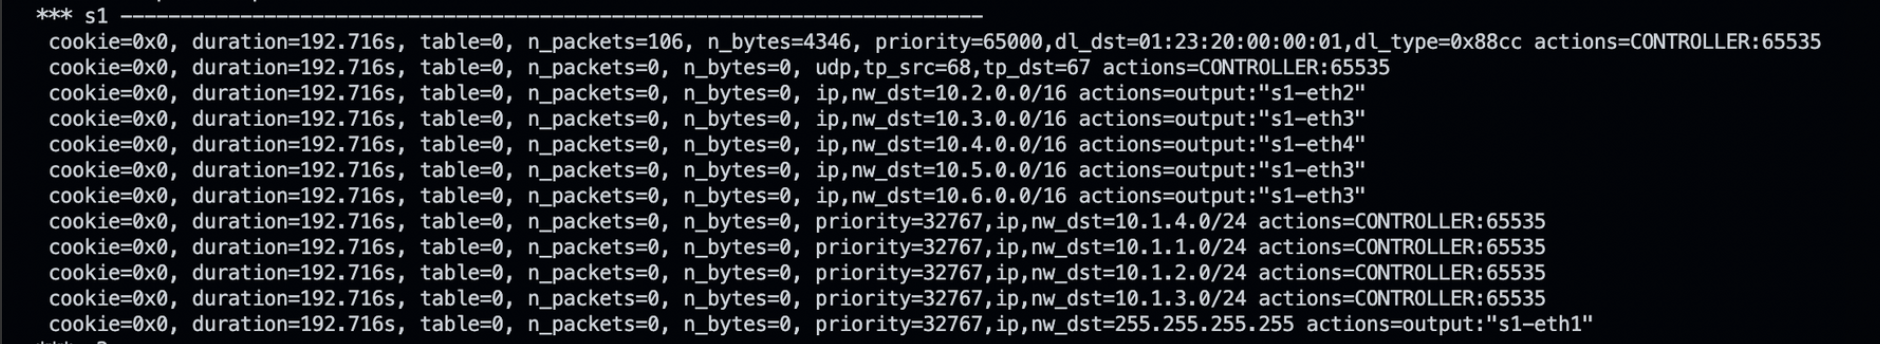 *** s1 ------------------------------------------------------------------------
cookie=0x0, duration=192.716s, table=0, n_packets=106, n_bytes=4346, priority=65000,dl_dst=01:23:20:00:00:01,dl_type=0x88cc actions=CONTROLLER:65535
cookie=0x0, duration=192.716s, table=0, n_packets=0, n_bytes=0, udp,tp_src=68,tp_dst=67 actions=CONTROLLER:65535
cookie=0x0, duration=192.716s, table=0, n_packets=0, n_bytes=0, ip,nw_dst=10.2.0.0/16 actions=output:"s1-eth2"
cookie=0x0, duration=192.716s, table=0, n_packets=0, n_bytes=0, ip,nw_dst=10.3.0.0/16 actions=output:"s1-eth3"
cookie=0x0, duration=192.716s, table=0, n_packets=0, n_bytes=0, ip,nw_dst=10.4.0.0/16 actions=output:"s1-eth4"
cookie=0x0, duration=192.716s, table=0, n_packets=0, n_bytes=0, ip,nw_dst=10.5.0.0/16 actions=output:"s1-eth3"
cookie=0x0, duration=192.716s, table=0, n_packets=0, n_bytes=0, ip,nw_dst=10.6.0.0/16 actions=output:"s1-eth3"
cookie=0x0, duration=192.716s, table=0, n_packets=0, n_bytes=0, priority=32767,ip,nw_dst=10.1.4.0/24 actions=CONTROLLER:65535
cookie=0x0, duration=192.716s, table=0, n_packets=0, n_bytes=0, priority=32767,ip,nw_dst=10.1.1.0/24 actions=CONTROLLER:65535
cookie=0x0, duration=192.716s, table=0, n_packets=0, n_bytes=0, priority=32767,ip,nw_dst=10.1.2.0/24 actions=CONTROLLER:65535
cookie=0x0, duration=192.716s, table=0, n_packets=0, n_bytes=0, priority=32767,ip,nw_dst=10.1.3.0/24 actions=CONTROLLER:65535
cookie=0x0, duration=192.716s, table=0, n_packets=0, n_bytes=0, priority=32767,ip,nw_dst=255.255.255.255 actions=output:"s1-eth1"